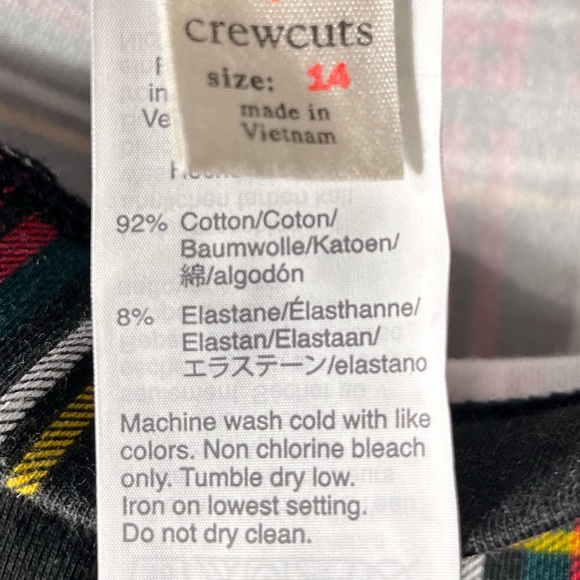 crewcuts
size: 14
made in
Vietnam
in
Ve
92% Cotton/Coton/
Baumwolle/Katoen/
綿/algodón
8% Elastane/Élasthanne/
Elastan/Elastaan/
エラステーン/elastano
Machine wash cold with like
colors. Non chlorine bleach
only. Tumble dry low.
Iron on lowest setting.
Do not dry clean.